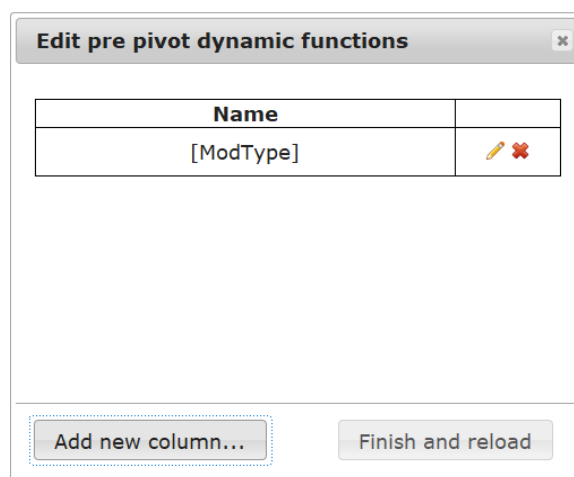 Edit pre pivot dynamic functions
Name
[ModType]
Add new column... Finish and reload